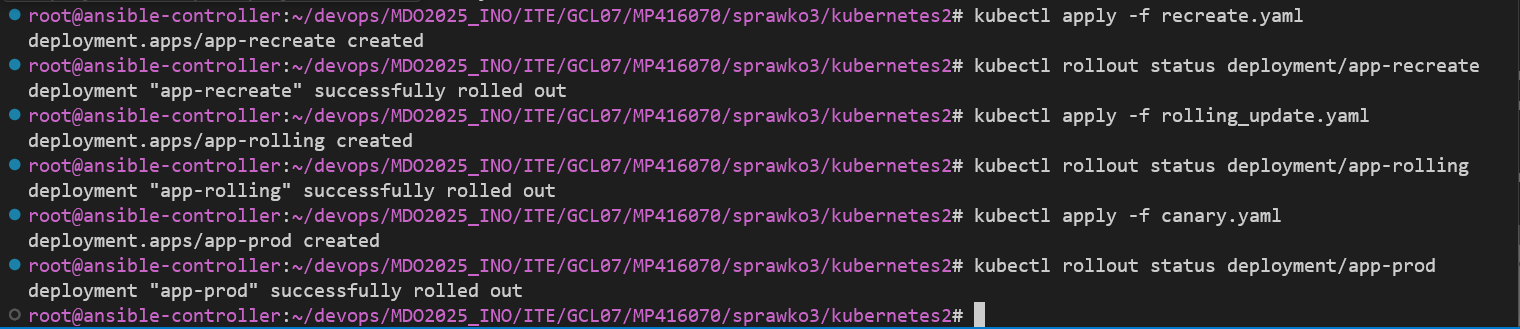 root@ansible-controller:~/devops/MDO2025_INO/ITE/GCL07/MP416070/sprawko3/kubernetes2# kubectl apply -f recreate.yaml
deployment.apps/app-recreate created
root@ansible-controller:~/devops/MDO2025_INO/ITE/GCL07/MP416070/sprawko3/kubernetes2# kubectl rollout status deployment/app-recreate
deployment "app-recreate" successfully rolled out
root@ansible-controller:~/devops/MDO2025_INO/ITE/GCL07/MP416070/sprawko3/kubernetes2# kubectl apply -f rolling_update.yaml
deployment.apps/app-rolling created
root@ansible-controller:~/devops/MDO2025_INO/ITE/GCL07/MP416070/sprawko3/kubernetes2# kubectl rollout status deployment/app-rolling
deployment "app-rolling" successfully rolled out
root@ansible-controller:~/devops/MDO2025_INO/ITE/GCL07/MP416070/sprawko3/kubernetes2# kubectl apply -f canary.yaml
deployment.apps/app-prod created
root@ansible-controller:~/devops/MDO2025_INO/ITE/GCL07/MP416070/sprawko3/kubernetes2# kubectl rollout status deployment/app-prod
deployment "app-prod" successfully rolled out
root@ansible-controller:~/devops/MDO2025_INO/ITE/GCL07/MP416070/sprawko3/kubernetes2#